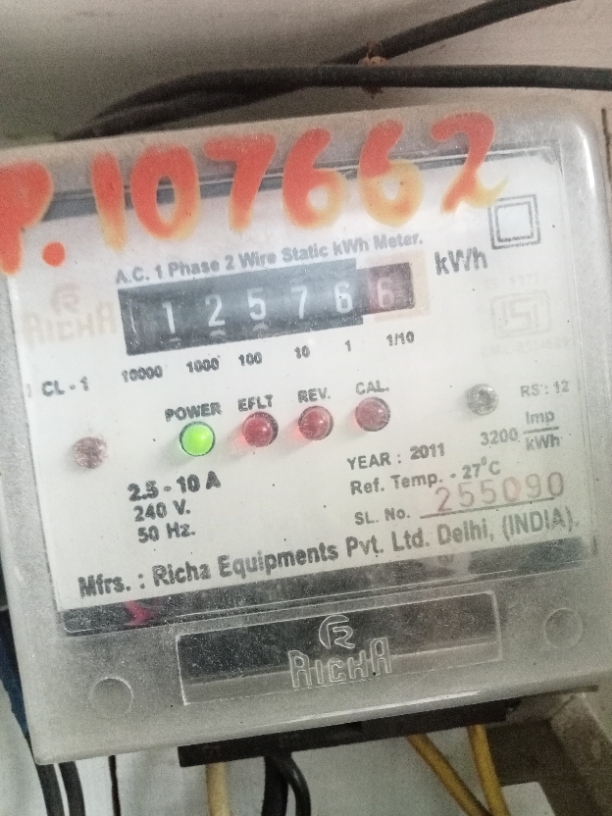 P.107662
A.C. 1 Phase 2 Wire Static kWh Meter.
RICHA
1 2 5 7 6 6 kWh
10000 1000 100 10 1 1/10
ISI
CL - 1
POWER EFLT REV. CAL.
RS : 12
3200 Imp/kWh
2.5 - 10 A
240 V.
50 Hz.
YEAR : 2011
Ref. Temp. - 27°C
SL. No. 255090
Mfrs. : Richa Equipments Pvt. Ltd. Delhi, (INDIA).
RICHA